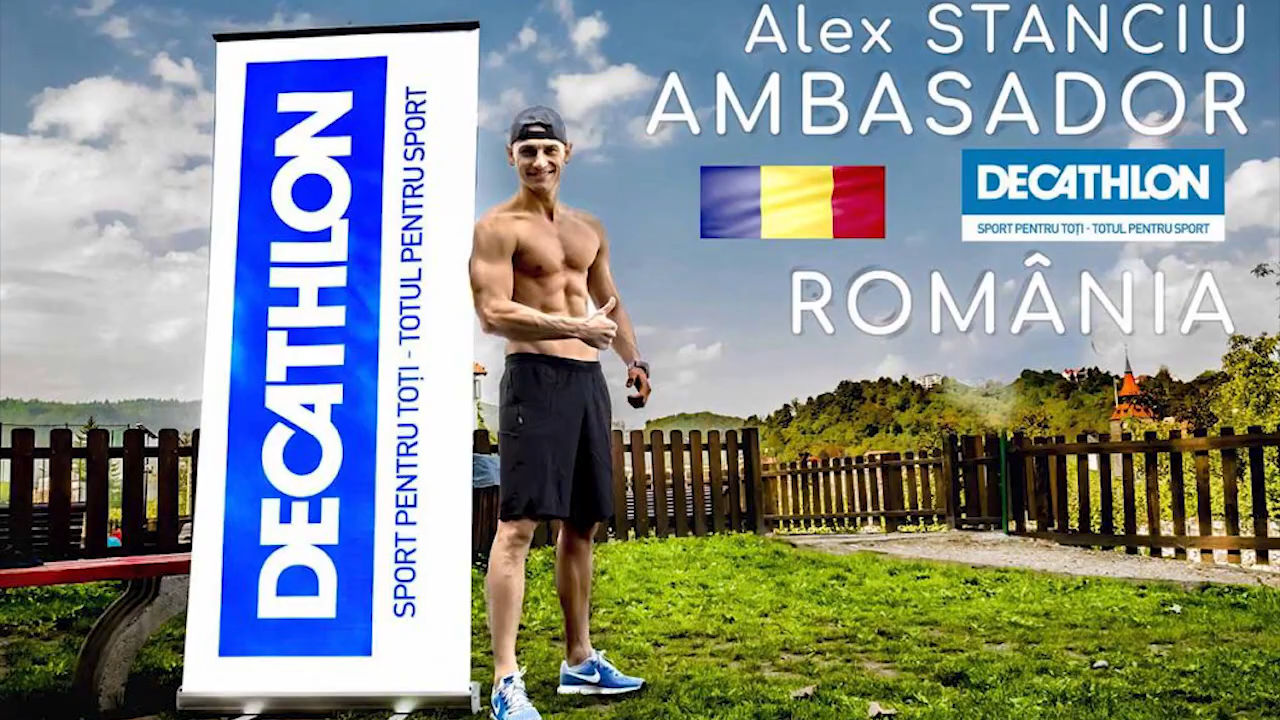 Alex STANCIU
AMBASADOR
DECATHLON
SPORT PENTRU TOȚI - TOTUL PENTRU SPORT
ROMÂNIA
DECATHLON
SPORT PENTRU TOȚI - TOTUL PENTRU SPORT